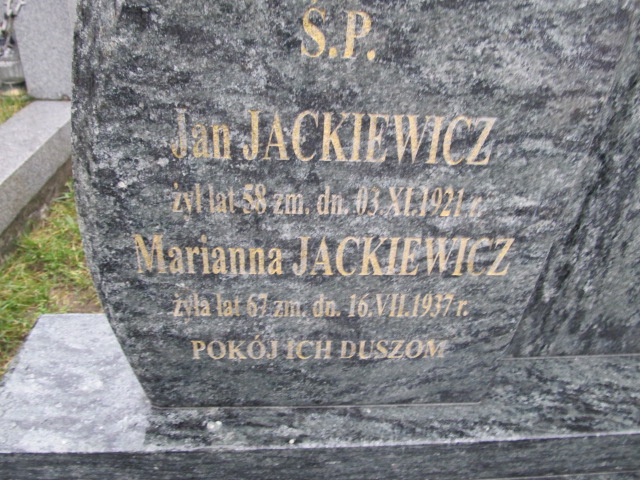 Ś.P.
Jan JACKIEWICZ
żył lat 58 zm. dn. 03.XI.1921 r.
Marianna JACKIEWICZ
żyła lat 67 zm. dn. 16.VII.1937 r.
POKÓJ ICH DUSZOM